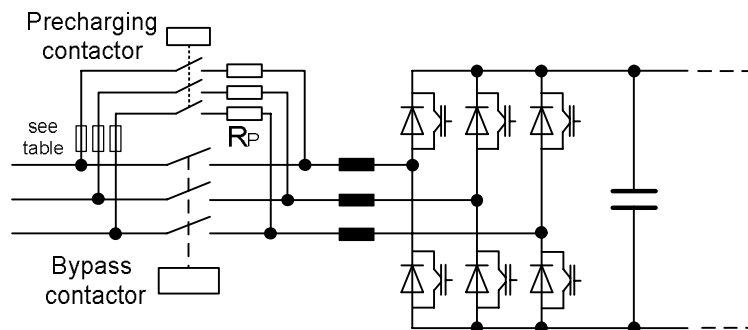 Precharging
contactor
see
table
RP
Bypass
contactor